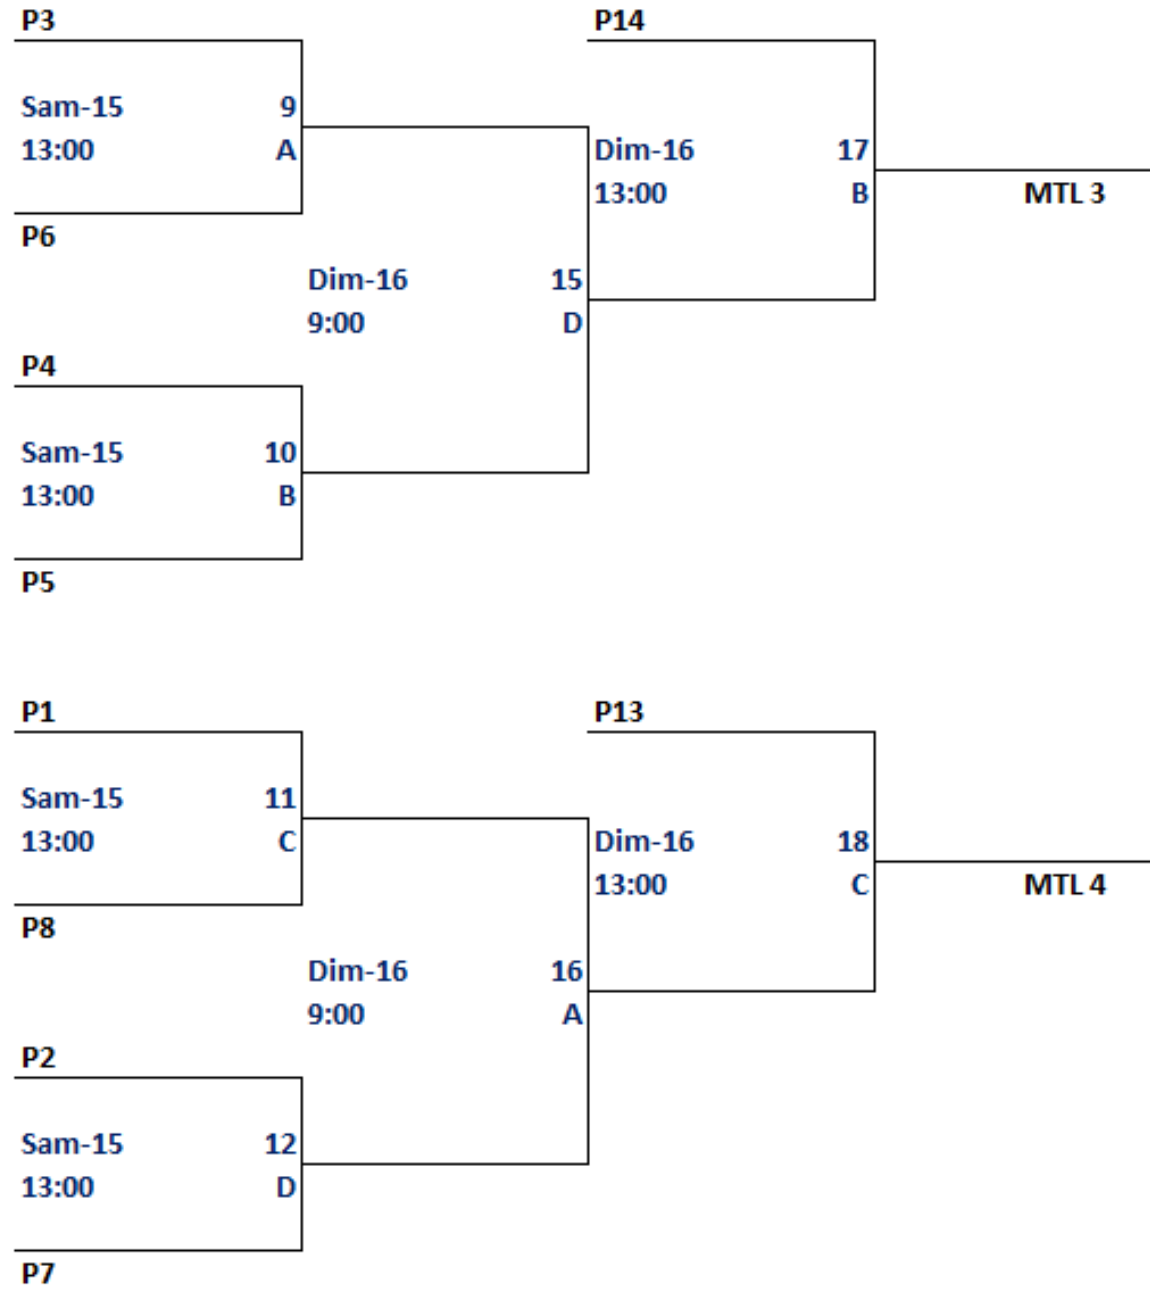 P3
P14
Sam-15 9
13:00 A
Dim-16 17
13:00 B
MTL 3
P6
Dim-16 15
9:00 D
P4
Sam-15 10
13:00 B
P5
P1
P13
Sam-15 11
13:00 C
Dim-16 18
13:00 C
MTL 4
P8
Dim-16 16
9:00 A
P2
Sam-15 12
13:00 D
P7